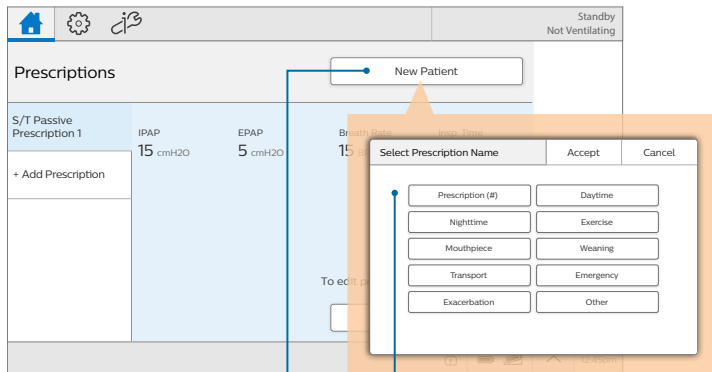 Standby
Not Ventilating
Prescriptions
New Patient
S/T Passive
Prescription 1
IPAP
15 cmH2O
EPAP
5 cmH2O
Breath Rate
15
Insp. Time
+ Add Prescription
To edit
Select Prescription Name
Accept
Cancel
Prescription (#)
Daytime
Nighttime
Exercise
Mouthpiece
Weaning
Transport
Emergency
Exacerbation
Other
12:45pm